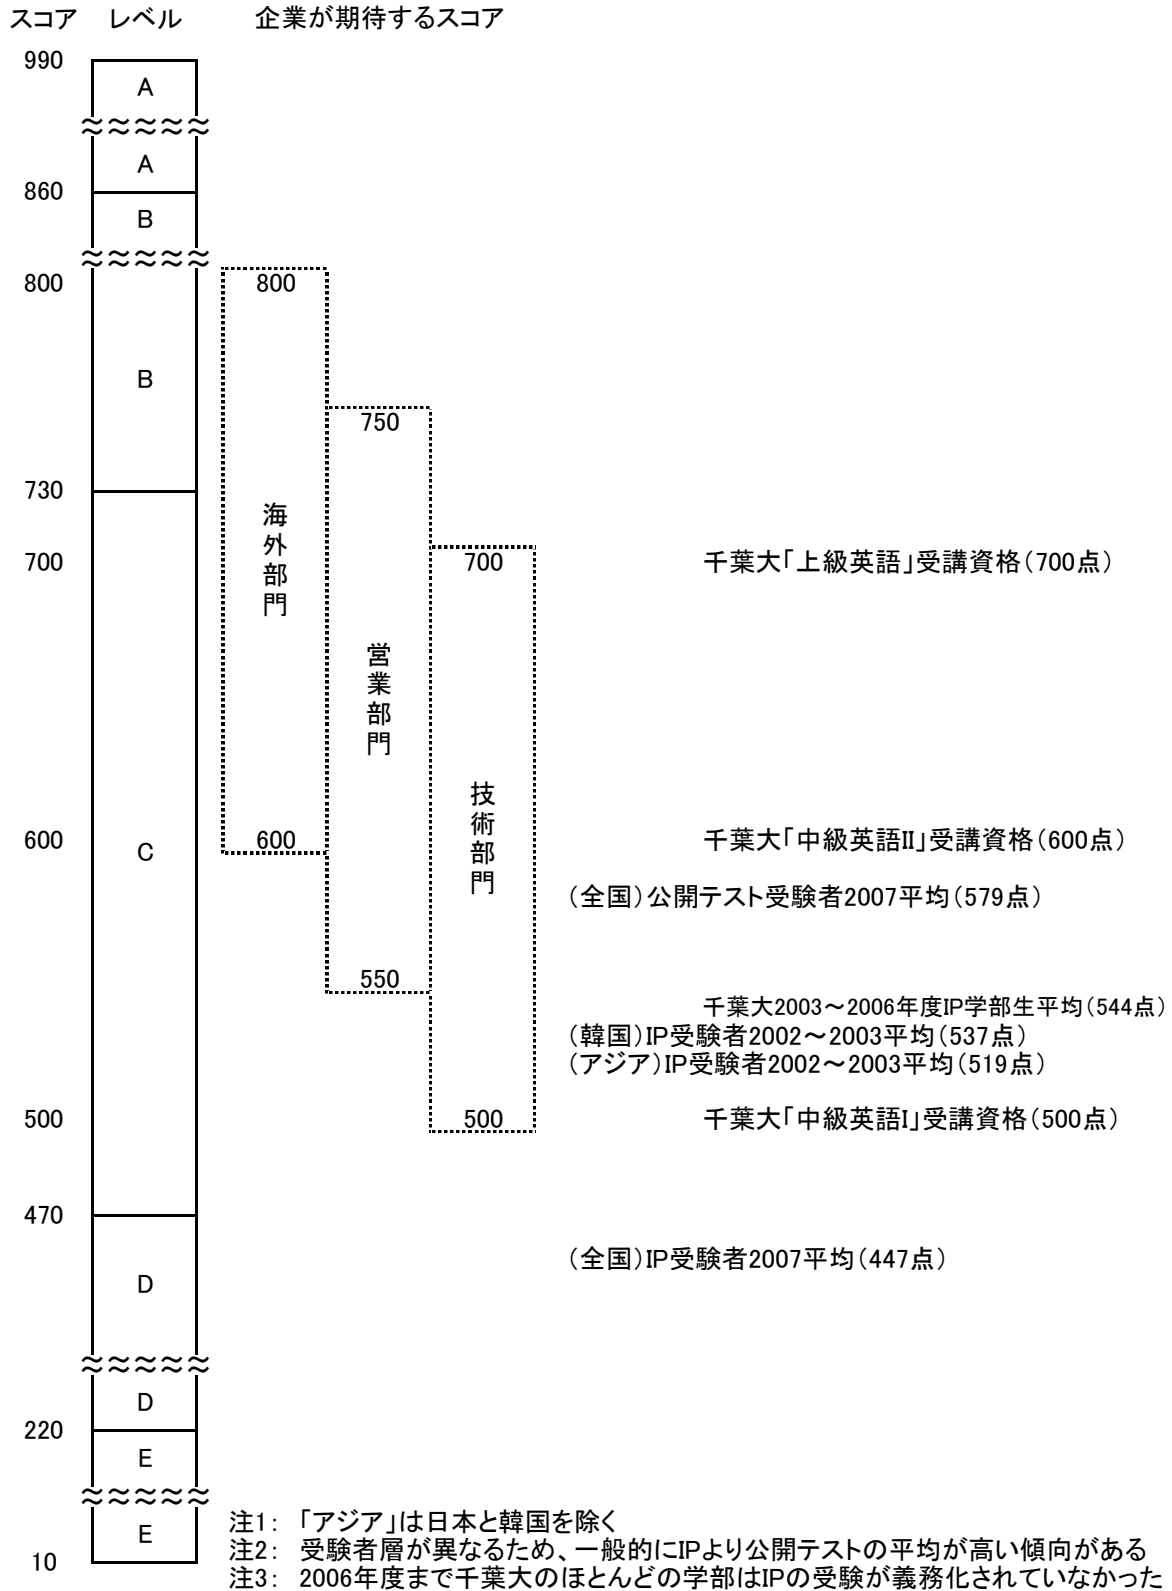 スコア レベル 企業が期待するスコア
990
A
A
860
B
800 800
B
750
730
海外部門
700 700 千葉大「上級英語」受講資格(700点)
営業部門
技術部門
600 C 600 千葉大「中級英語II」受講資格(600点)
(全国)公開テスト受験者2007平均(579点)
550
千葉大2003～2006年度IP学部生平均(544点)
(韓国)IP受験者2002～2003平均(537点)
(アジア)IP受験者2002～2003平均(519点)
500 500 千葉大「中級英語I」受講資格(500点)
470
(全国)IP受験者2007平均(447点)
D
D
220
E
E
10
注1: 「アジア」は日本と韓国を除く
注2: 受験者層が異なるため、一般的にIPより公開テストの平均が高い傾向がある
注3: 2006年度まで千葉大のほとんどの学部はIPの受験が義務化されていなかった